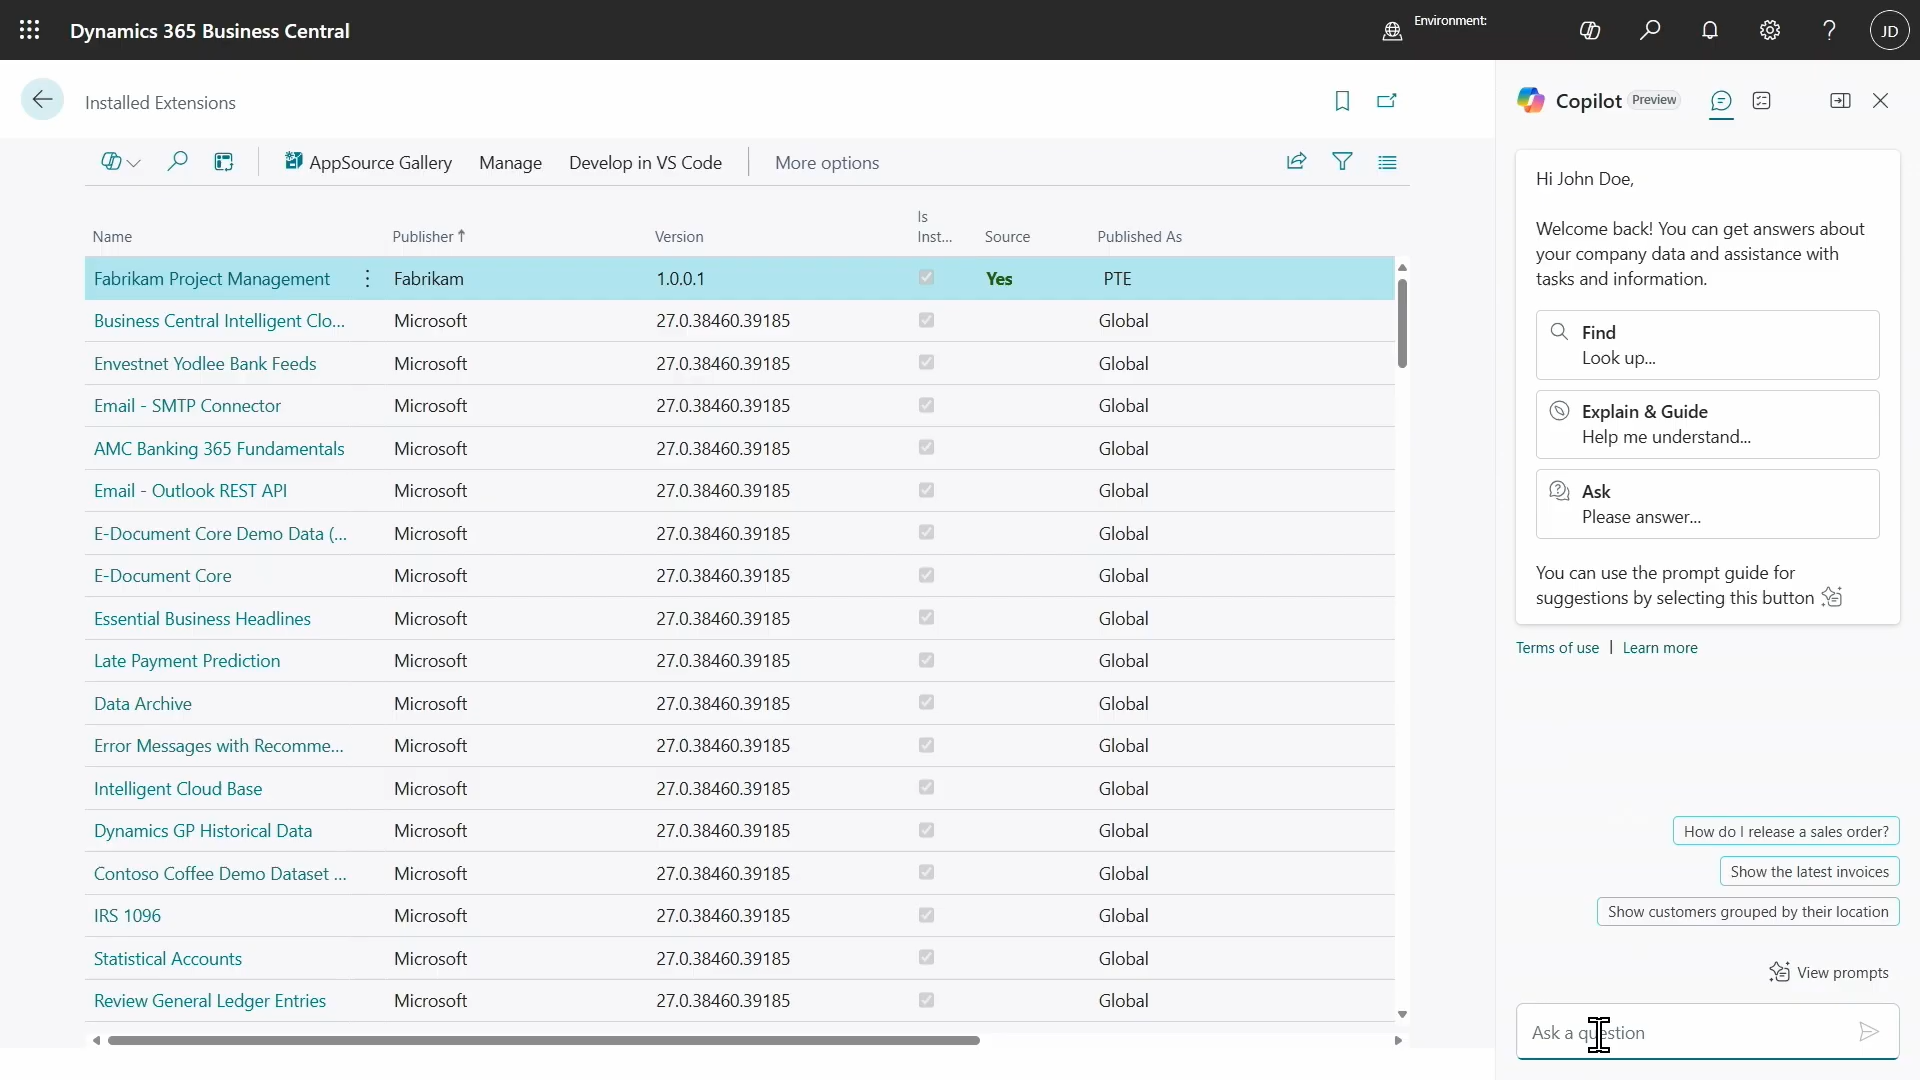 Dynamics 365 Business Central
Environment:
JD
Installed Extensions
AppSource Gallery
Manage
Develop in VS Code
More options
Name
Publisher↑
Version
Is
Inst...
Source
Published As
Fabrikam Project Management Fabrikam 1.0.0.1 Yes PTE
Business Central Intelligent Clo... Microsoft 27.0.38460.39185 Global
Envestnet Yodlee Bank Feeds Microsoft 27.0.38460.39185 Global
Email - SMTP Connector Microsoft 27.0.38460.39185 Global
AMC Banking 365 Fundamentals Microsoft 27.0.38460.39185 Global
Email - Outlook REST API Microsoft 27.0.38460.39185 Global
E-Document Core Demo Data (... Microsoft 27.0.38460.39185 Global
E-Document Core Microsoft 27.0.38460.39185 Global
Essential Business Headlines Microsoft 27.0.38460.39185 Global
Late Payment Prediction Microsoft 27.0.38460.39185 Global
Data Archive Microsoft 27.0.38460.39185 Global
Error Messages with Recomme... Microsoft 27.0.38460.39185 Global
Intelligent Cloud Base Microsoft 27.0.38460.39185 Global
Dynamics GP Historical Data Microsoft 27.0.38460.39185 Global
Contoso Coffee Demo Dataset ... Microsoft 27.0.38460.39185 Global
IRS 1096 Microsoft 27.0.38460.39185 Global
Statistical Accounts Microsoft 27.0.38460.39185 Global
Review General Ledger Entries Microsoft 27.0.38460.39185 Global
Copilot Preview
Hi John Doe,
Welcome back! You can get answers about
your company data and assistance with
tasks and information.
Find
Look up...
Explain & Guide
Help me understand...
Ask
Please answer...
You can use the prompt guide for
suggestions by selecting this button
Terms of use | Learn more
How do I release a sales order?
Show the latest invoices
Show customers grouped by their location
View prompts
Ask a question